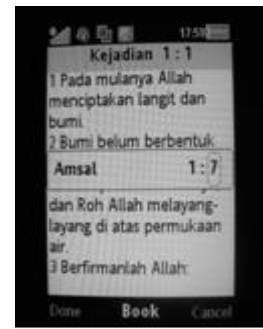 17:59
Kejadian 1:1
1 Pada mulanya Allah
menciptakan langit dan
bumi.
2 Bumi belum berbentuk
Amsal 1:7
dan Roh Allah melayang-
layang di atas permukaan
air.
3 Berfirmanlah Allah:
Done Book Cancel